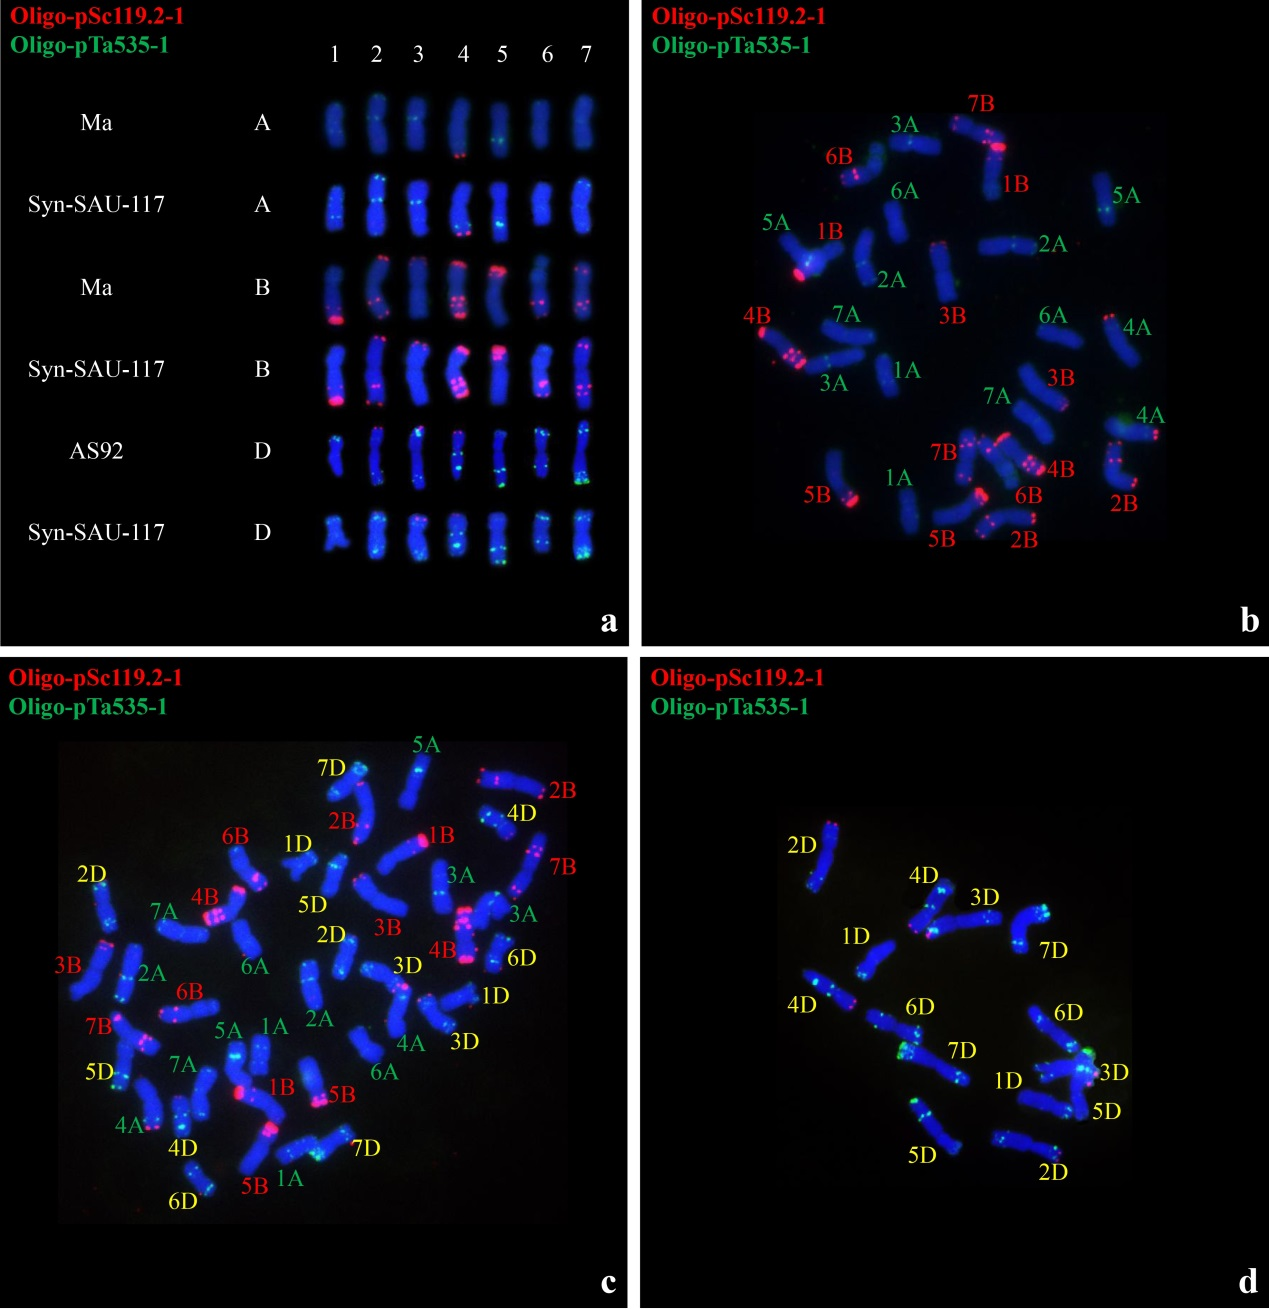 Oligo-pSc119.2-1
Oligo-pTa535-1
1 2 3 4 5 6 7
Ma A
Syn-SAU-117 A
Ma B
Syn-SAU-117 B
AS92 D
Syn-SAU-117 D
a
Oligo-pSc119.2-1
Oligo-pTa535-1
7B
3A
6B
1B
6A
5A
5A
1B
2A
2A
3B
4B
7A
6A
4A
3A
1A
3B
7A
4A
7B
4B
5B
1A
6B
2B
5B
2B
b
Oligo-pSc119.2-1
Oligo-pTa535-1
5A
7D
2B
4D
2B
6B
1B
1D
7B
2D
3A
4B
5D
7A
3B
3A
2D
4B
6D
3B
2A
6A
3D
6B
1D
2A
7B
5A
1A
4A
3D
7A
6A
5D
1B
5B
4A
4D
7D
5B
1A
6D
c
Oligo-pSc119.2-1
Oligo-pTa535-1
2D
4D
3D
1D
7D
4D
6D
6D
7D
1D
3D
5D
5D
2D
d